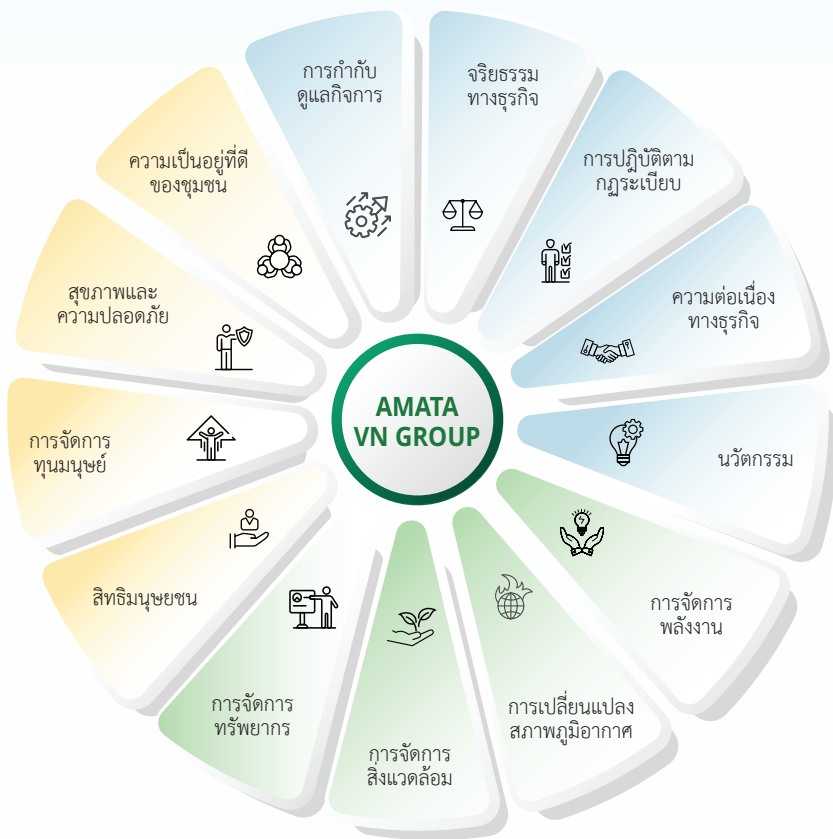 การกำกับ
ดูแลกิจการ
จริยธรรม
ทางธุรกิจ
การปฏิบัติตาม
กฎระเบียบ
ความต่อเนื่อง
ทางธุรกิจ
นวัตกรรม
การจัดการ
พลังงาน
การเปลี่ยนแปลง
สภาพภูมิอากาศ
การจัดการ
สิ่งแวดล้อม
การจัดการ
ทรัพยากร
สิทธิมนุษยชน
การจัดการ
ทุนมนุษย์
สุขภาพและ
ความปลอดภัย
ความเป็นอยู่ที่ดี
ของชุมชน
AMATA
VN GROUP